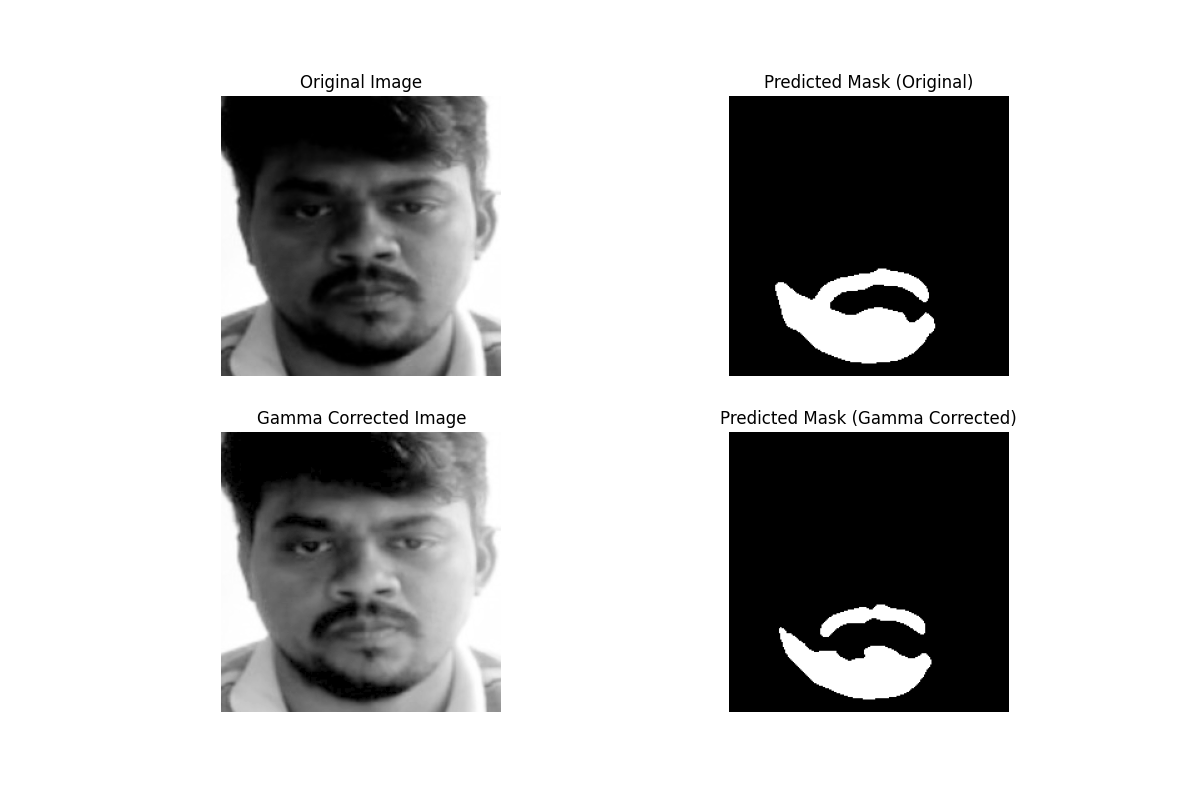 Original Image
Predicted Mask (Original)
Gamma Corrected Image
Predicted Mask (Gamma Corrected)